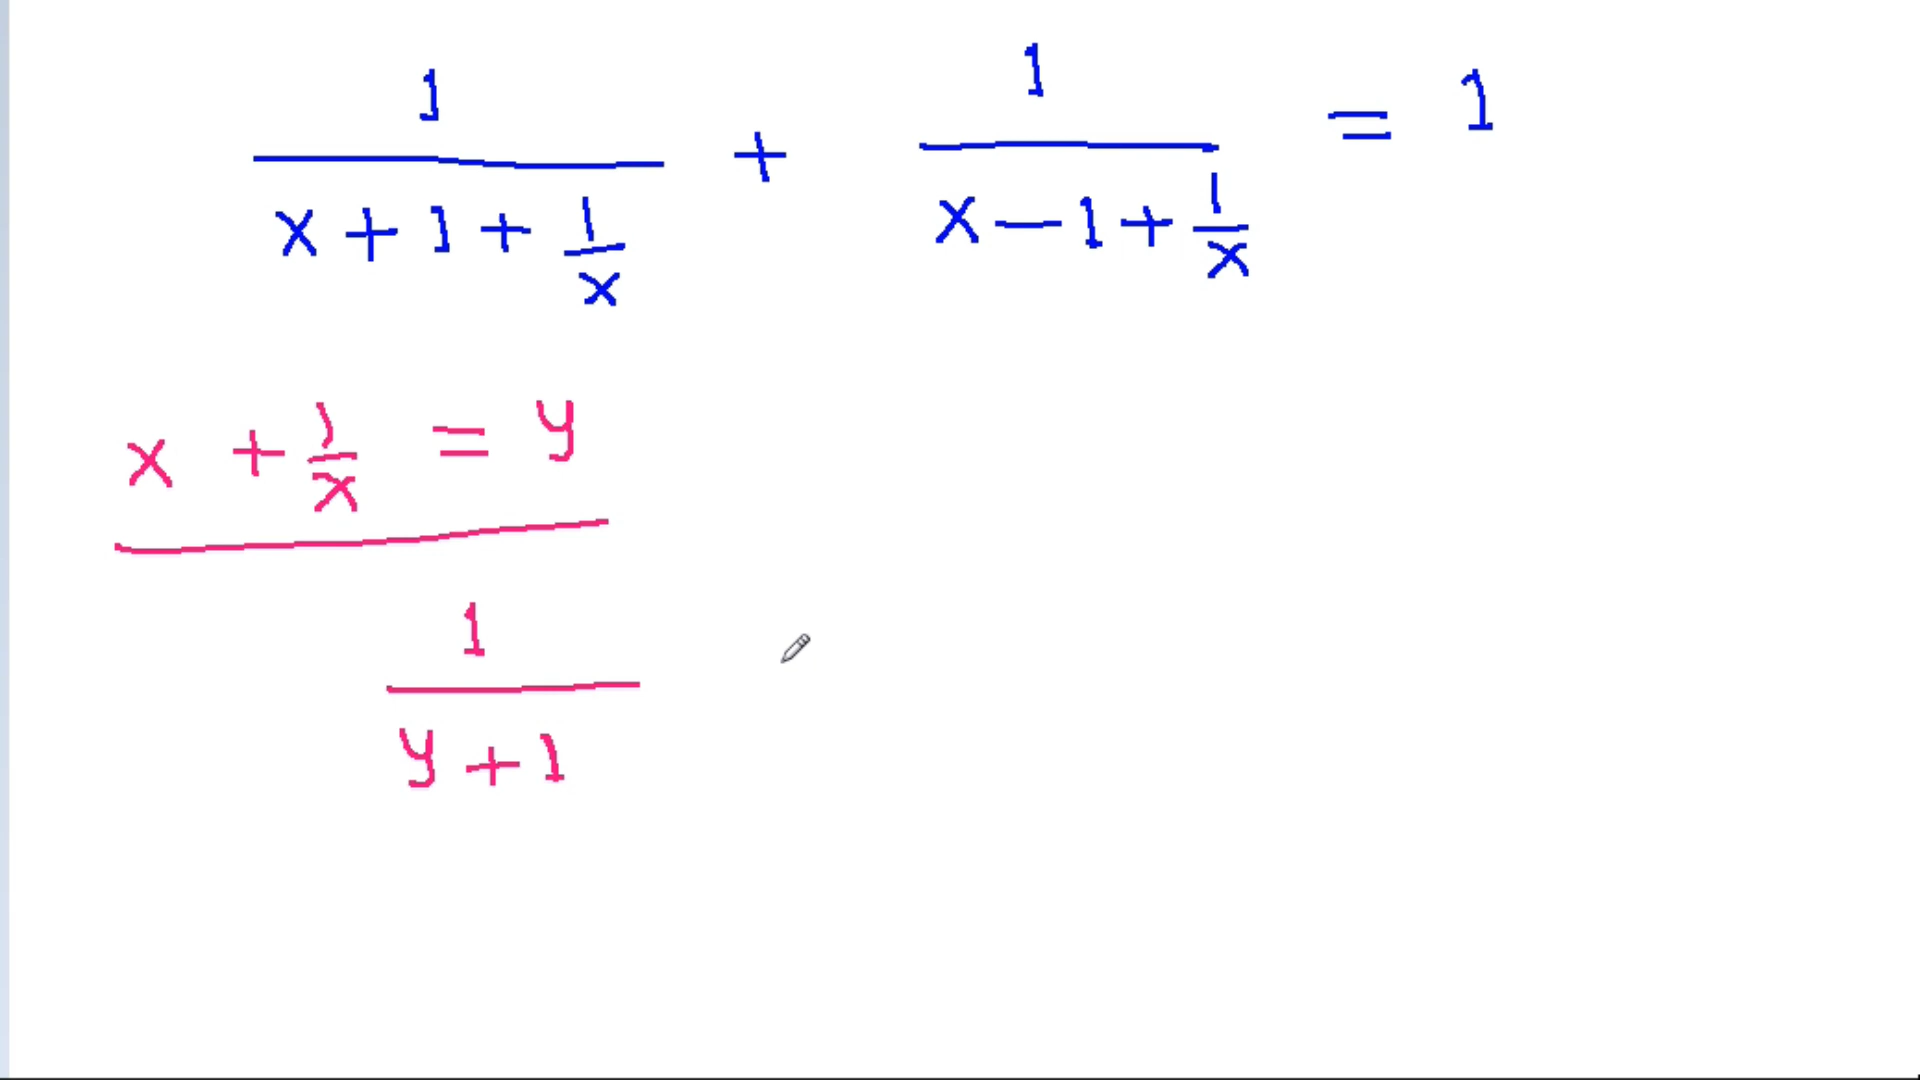 1/(x + 1 + 1/x) + 1/(x - 1 + 1/x) = 1
x + 1/x = y
1/(y + 1)